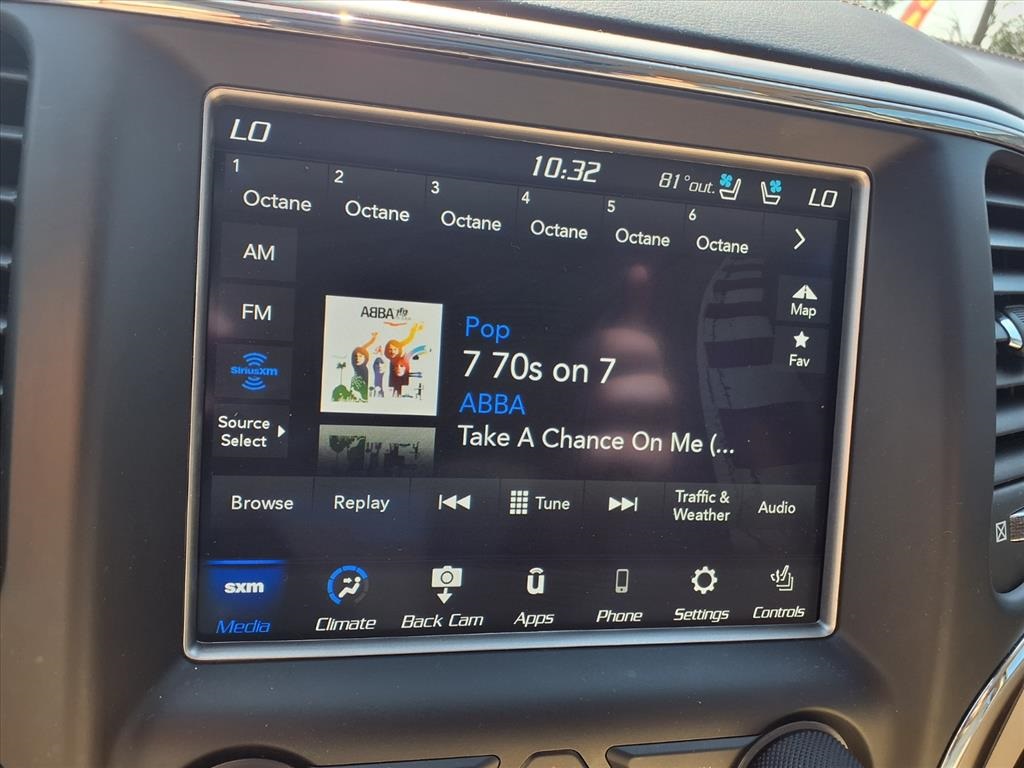 LO 10:32 81°out. LO
1 2 3 4 5 6
Octane Octane Octane Octane Octane Octane
AM
FM
SiriusXM
Source
Select
ABBA
Pop
7 70s on 7
ABBA
Take A Chance On Me (...
Map
Fav
Browse Replay Tune Traffic &
Weather Audio
sxm
Media Climate Back Cam Apps Phone Settings Controls